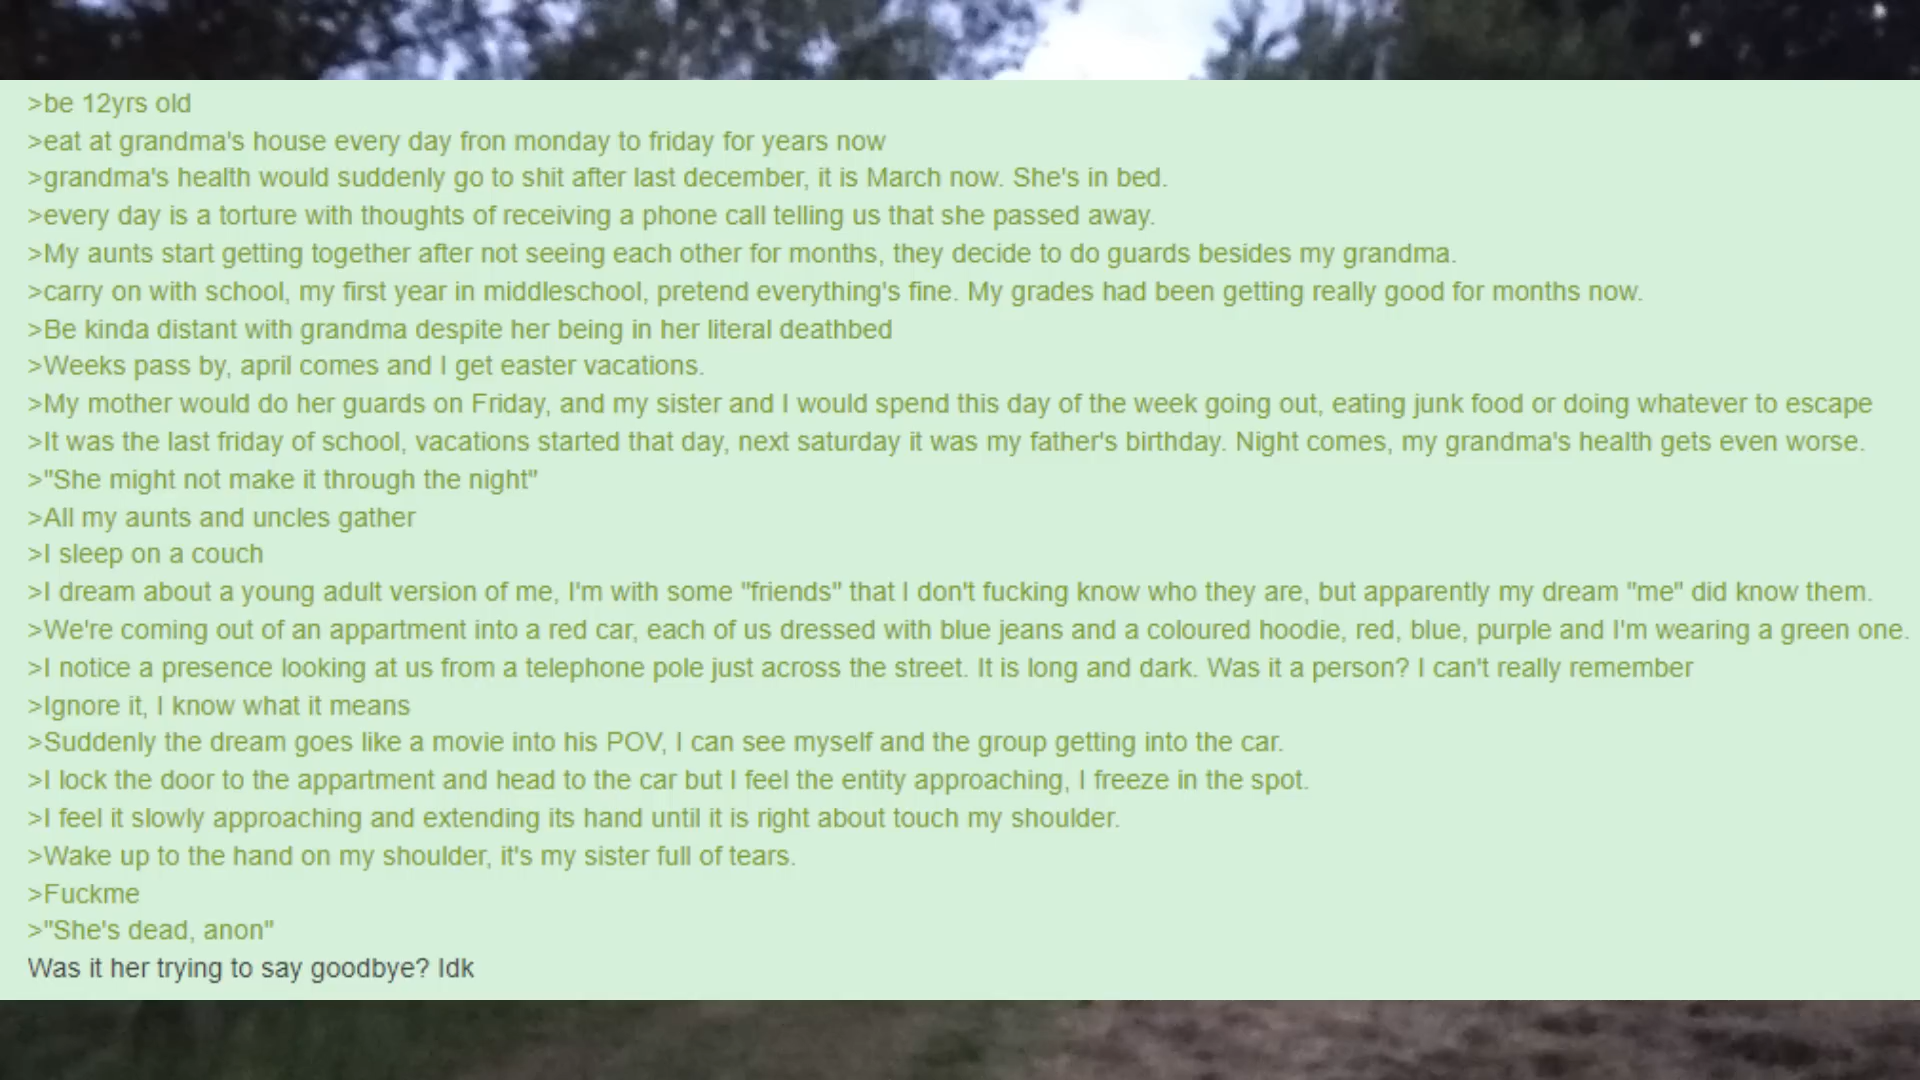 >be 12yrs old
>eat at grandma's house every day fron monday to friday for years now
>grandma's health would suddenly go to shit after last december, it is March now. She's in bed.
>every day is a torture with thoughts of receiving a phone call telling us that she passed away.
>My aunts start getting together after not seeing each other for months, they decide to do guards besides my grandma.
>carry on with school, my first year in middleschool, pretend everything's fine. My grades had been getting really good for months now.
>Be kinda distant with grandma despite her being in her literal deathbed
>Weeks pass by, april comes and I get easter vacations.
>My mother would do her guards on Friday, and my sister and I would spend this day of the week going out, eating junk food or doing whatever to escape
>It was the last friday of school, vacations started that day, next saturday it was my father's birthday. Night comes, my grandma's health gets even worse.
>"She might not make it through the night"
>All my aunts and uncles gather
>I sleep on a couch
>I dream about a young adult version of me, I'm with some "friends" that I don't fucking know who they are, but apparently my dream "me" did know them.
>We're coming out of an appartment into a red car, each of us dressed with blue jeans and a coloured hoodie, red, blue, purple and I'm wearing a green one.
>I notice a presence looking at us from a telephone pole just across the street. It is long and dark. Was it a person? I can't really remember
>Ignore it, I know what it means
>Suddenly the dream goes like a movie into his POV, I can see myself and the group getting into the car.
>I lock the door to the appartment and head to the car but I feel the entity approaching, I freeze in the spot.
>I feel it slowly approaching and extending its hand until it is right about touch my shoulder.
>Wake up to the hand on my shoulder, it's my sister full of tears.
>Fuckme
>"She's dead, anon"
Was it her trying to say goodbye? Idk